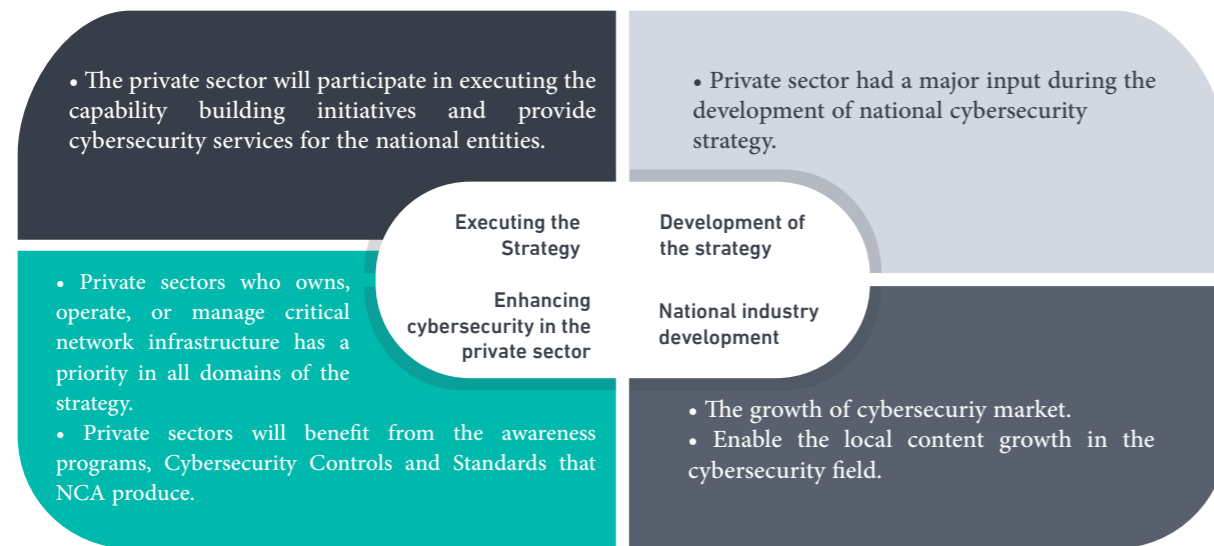 • The private sector will participate in executing the
capability building initiatives and provide
cybersecurity services for the national entities.
• Private sector had a major input during the
development of national cybersecurity
strategy.
Executing the
Strategy
Development of
the strategy
Enhancing
cybersecurity in the
private sector
National industry
development
• Private sectors who owns,
operate, or manage critical
network infrastructure has a
priority in all domains of the
strategy.
• Private sectors will benefit from the awareness
programs, Cybersecurity Controls and Standards that
NCA produce.
• The growth of cybersecuriy market.
• Enable the local content growth in the
cybersecurity field.